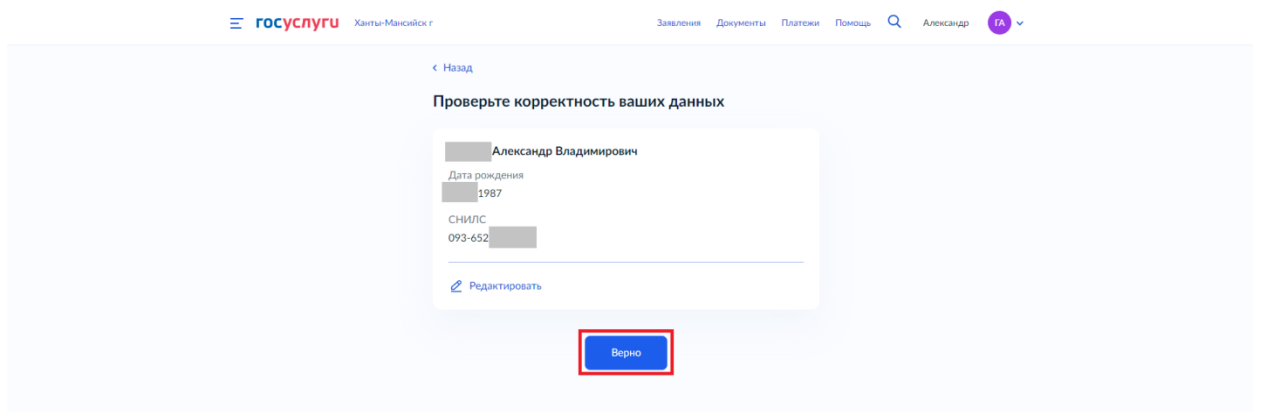 госуслуги Ханты-Мансийск г Заявления Документы Платежи Помощь Александр ГА
Назад
Проверьте корректность ваших данных
Александр Владимирович
Дата рождения
1987
СНИЛС
093-652
Редактировать
Верно